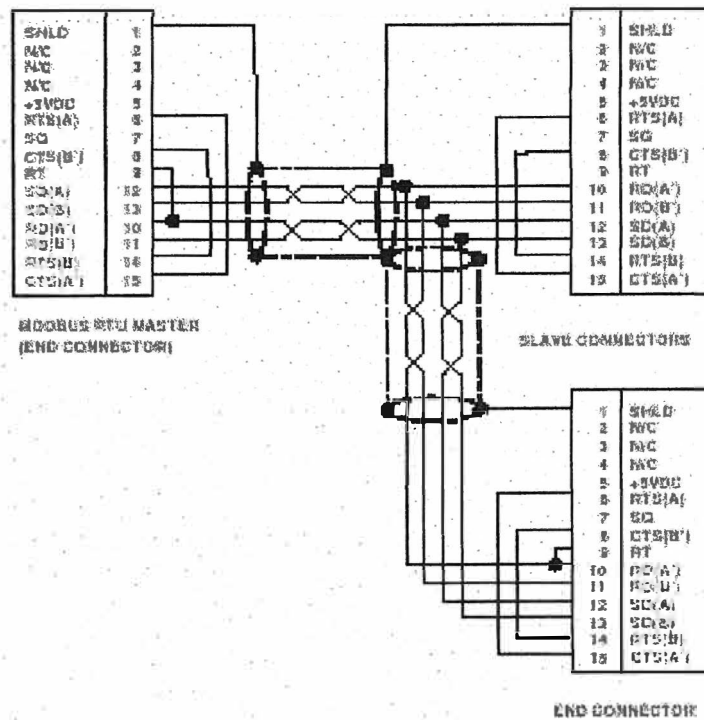 SHLD 1
N/C 2
N/C 3
N/C 4
+5VDC 5
RTS(A) 6
SG 7
CTS(B') 8
RT 9
SD(A) 12
SD(B) 13
RD(A') 10
RD(B') 11
RTS(B) 14
CTS(A') 15
MODBUS RTU MASTER
(END CONNECTOR)
1 SHLD
2 N/C
3 N/C
4 N/C
5 +5VDC
6 RTS(A)
7 SG
8 CTS(B')
9 RT
10 RD(A')
11 RD(B')
12 SD(A)
13 SD(B)
14 RTS(B)
15 CTS(A')
SLAVE CONNECTORS
1 SHLD
2 N/C
3 N/C
4 N/C
5 +5VDC
6 RTS(A)
7 SG
8 CTS(B')
9 RT
10 RD(A')
11 RD(B')
12 SD(A)
13 SD(B)
14 RTS(B)
15 CTS(A')
END CONNECTOR